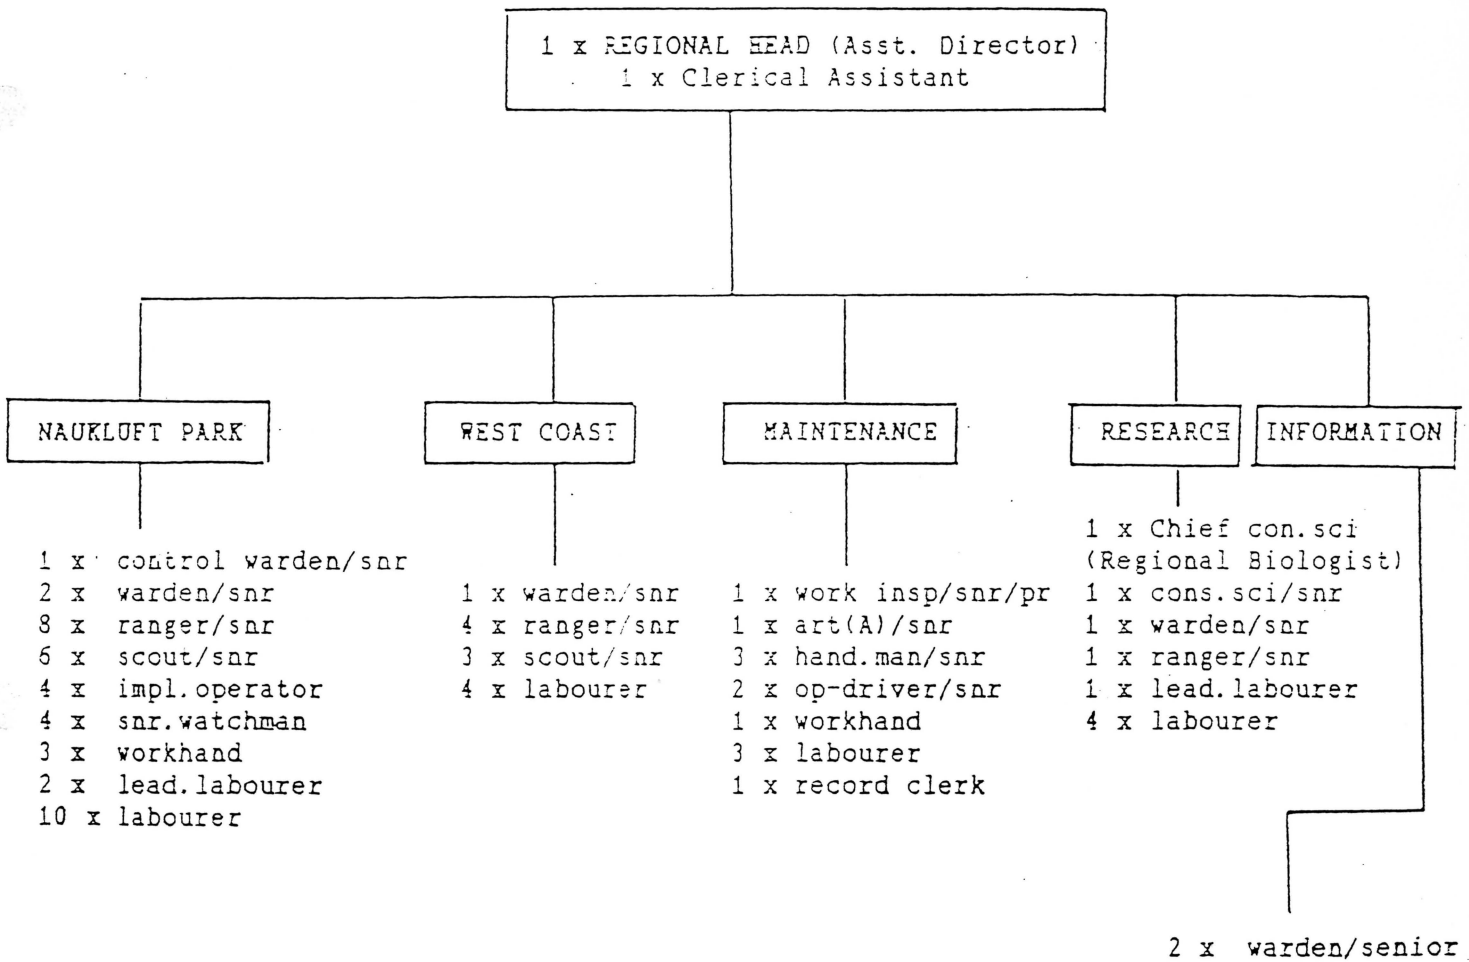 1 x REGIONAL HEAD (Asst. Director)
1 x Clerical Assistant
NAUKLUFT PARK
1 x control warden/snr
2 x warden/snr
8 x ranger/snr
6 x scout/snr
4 x impl.operator
4 x snr.watchman
3 x workhand
2 x lead.labourer
10 x labourer
WEST COAST
1 x warden/snr
4 x ranger/snr
3 x scout/snr
4 x labourer
MAINTENANCE
1 x work insp/snr/pr
1 x art(A)/snr
3 x hand.man/snr
2 x op-driver/snr
1 x workhand
3 x labourer
1 x record clerk
RESEARCH
1 x Chief con.sci
(Regional Biologist)
1 x cons.sci/snr
1 x warden/snr
1 x ranger/snr
1 x lead.labourer
4 x labourer
INFORMATION
2 x warden/senior